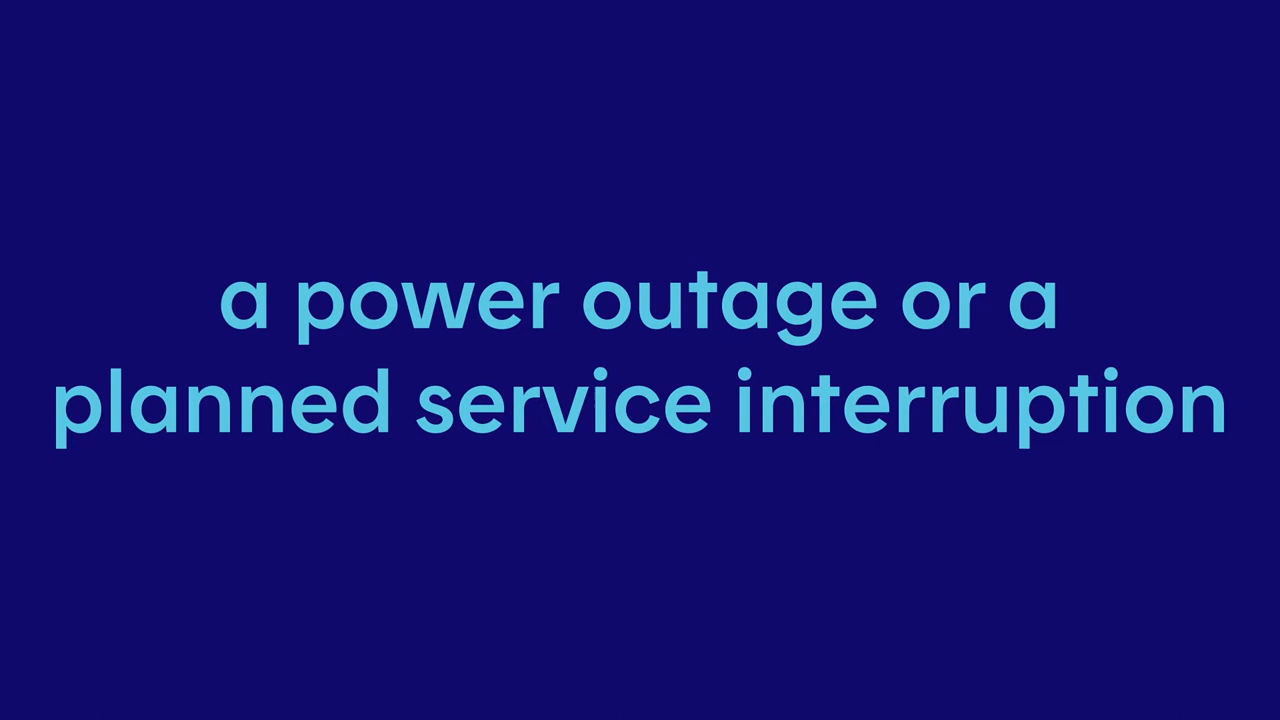 a power outage or a
planned service interruption